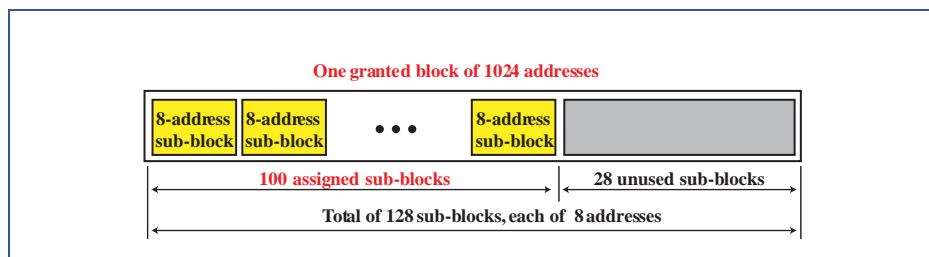 One granted block of 1024 addresses
8-address 8-address ••• 8-address
sub-block sub-block sub-block
100 assigned sub-blocks 28 unused sub-blocks
Total of 128 sub-blocks, each of 8 addresses